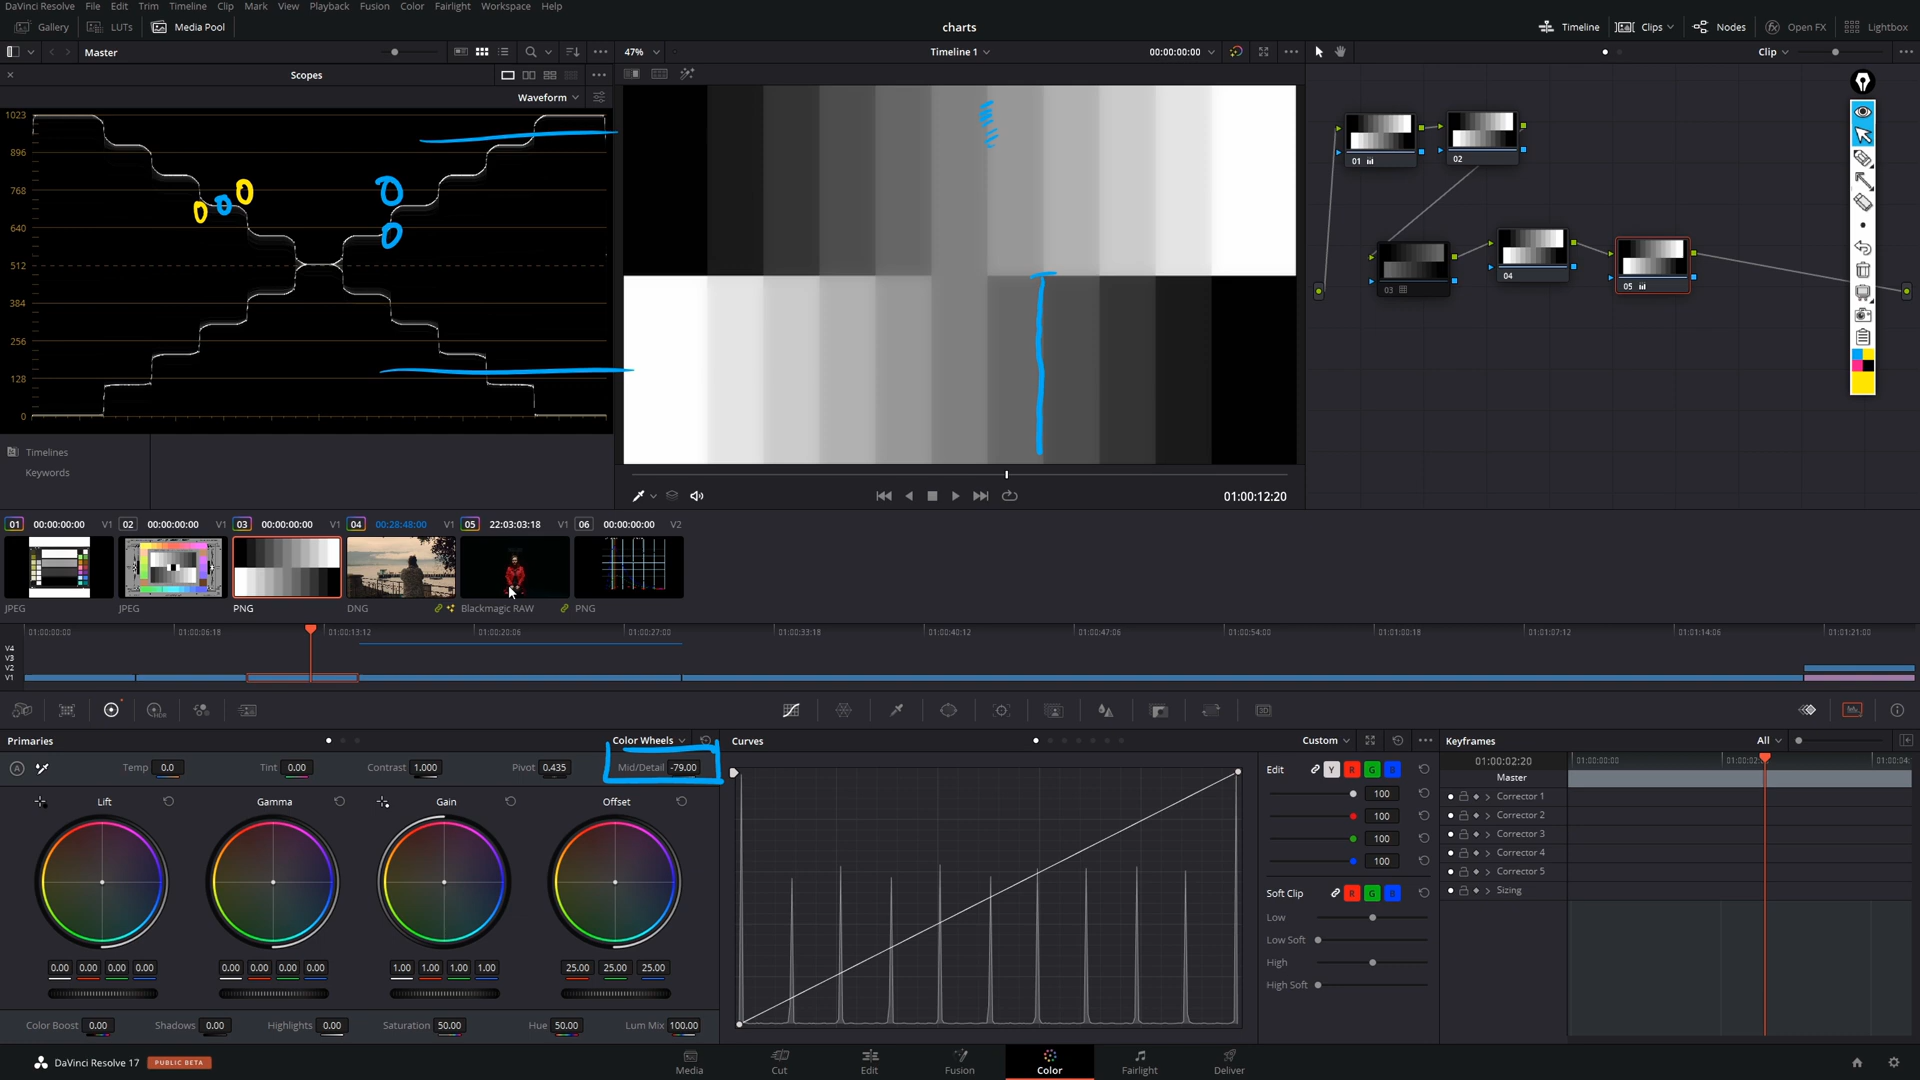 DaVinci Resolve File Edit Trim Timeline Clip Mark View Playback Fusion Color Fairlight Workspace Help
Gallery LUTs Media Pool charts Timeline Clips Nodes Open FX Lightbox
Master 47% Timeline 1 00:00:00:00 Clip
Scopes
Waveform
1023
896
768
640
512
384
256
128
0
01
02
03
04
05
Timelines
Keywords
01:00:12:20
01 00:00:00:00 V1 02 00:00:00:00 V1 03 00:00:00:00 V1 04 00:28:48:00 V1 05 22:03:03:18 V1 06 00:00:00:00 V2
JPEG JPEG PNG DNG Blackmagic RAW PNG
01:00:00:00 01:00:06:18 01:00:13:12 01:00:20:06 01:00:27:00 01:00:33:18 01:00:40:12 01:00:47:06 01:00:54:00 01:01:00:18 01:01:07:12 01:01:14:06 01:01:21:00
V4
V3
V2
V1
Primaries Color Wheels Curves Custom Keyframes All
A Temp 0.0 Tint 0.00 Contrast 1.000 Pivot 0.435 Mid/Detail -79.00
Lift Gamma Gain Offset
0.00 0.00 0.00 0.00 0.00 0.00 0.00 0.00 1.00 1.00 1.00 1.00 25.00 25.00 25.00
Color Boost 0.00 Shadows 0.00 Highlights 0.00 Saturation 50.00 Hue 50.00 Lum Mix 100.00
Edit Y R G B
100
100
100
100
Soft Clip R G B
Low
Low Soft
High
High Soft
01:00:02:20 01:00:00:00
Master
Corrector 1
Corrector 2
Corrector 3
Corrector 4
Corrector 5
Sizing
DaVinci Resolve 17 PUBLIC BETA
Media Cut Edit Fusion Color Fairlight Deliver